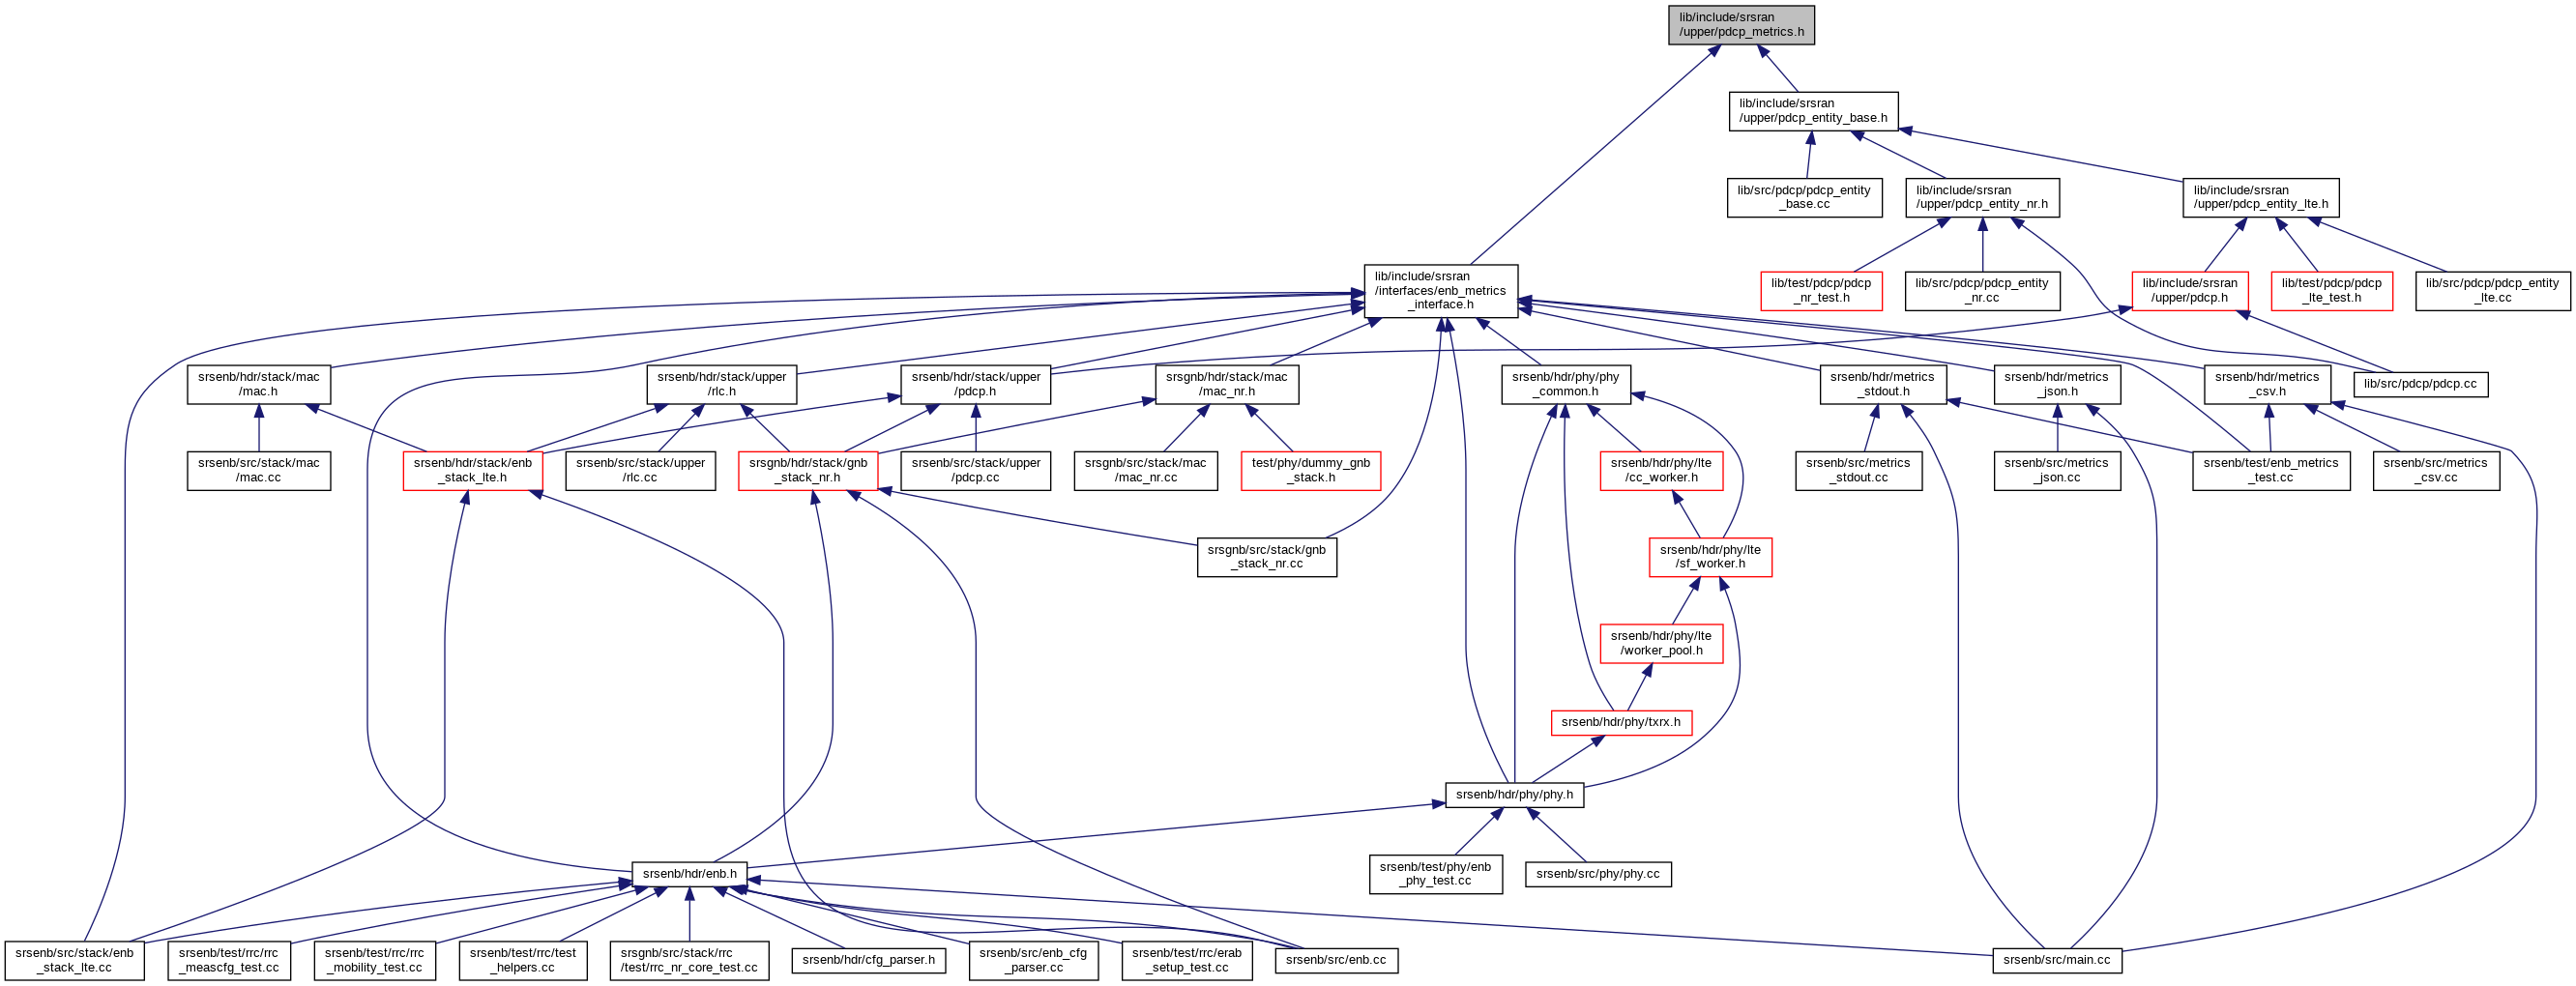 lib/include/srsran
/upper/pdcp_metrics.h
lib/include/srsran
/upper/pdcp_entity_base.h
lib/src/pdcp/pdcp_entity
_base.cc
lib/include/srsran
/upper/pdcp_entity_nr.h
lib/include/srsran
/upper/pdcp_entity_lte.h
lib/include/srsran
/interfaces/enb_metrics
_interface.h
lib/test/pdcp/pdcp
_nr_test.h
lib/src/pdcp/pdcp_entity
_nr.cc
lib/include/srsran
/upper/pdcp.h
lib/test/pdcp/pdcp
_lte_test.h
lib/src/pdcp/pdcp_entity
_lte.cc
srsenb/hdr/stack/mac
/mac.h
srsenb/hdr/stack/upper
/rlc.h
srsenb/hdr/stack/upper
/pdcp.h
srsgnb/hdr/stack/mac
/mac_nr.h
srsenb/hdr/phy/phy
_common.h
srsenb/hdr/metrics
_stdout.h
srsenb/hdr/metrics
_json.h
srsenb/hdr/metrics
_csv.h
lib/src/pdcp/pdcp.cc
srsenb/src/stack/mac
/mac.cc
srsenb/hdr/stack/enb
_stack_lte.h
srsenb/src/stack/upper
/rlc.cc
srsgnb/hdr/stack/gnb
_stack_nr.h
srsenb/src/stack/upper
/pdcp.cc
srsgnb/src/stack/mac
/mac_nr.cc
test/phy/dummy_gnb
_stack.h
srsenb/hdr/phy/lte
/cc_worker.h
srsenb/src/metrics
_stdout.cc
srsenb/src/metrics
_json.cc
srsenb/test/enb_metrics
_test.cc
srsenb/src/metrics
_csv.cc
srsgnb/src/stack/gnb
_stack_nr.cc
srsenb/hdr/phy/lte
/sf_worker.h
srsenb/hdr/phy/lte
/worker_pool.h
srsenb/hdr/phy/txrx.h
srsenb/hdr/phy/phy.h
srsenb/hdr/enb.h
srsenb/test/phy/enb
_phy_test.cc
srsenb/src/phy/phy.cc
srsenb/src/stack/enb
_stack_lte.cc
srsenb/test/rrc/rrc
_meascfg_test.cc
srsenb/test/rrc/rrc
_mobility_test.cc
srsenb/test/rrc/test
_helpers.cc
srsgnb/src/stack/rrc
/test/rrc_nr_core_test.cc
srsenb/hdr/cfg_parser.h
srsenb/src/enb_cfg
_parser.cc
srsenb/test/rrc/erab
_setup_test.cc
srsenb/src/enb.cc
srsenb/src/main.cc